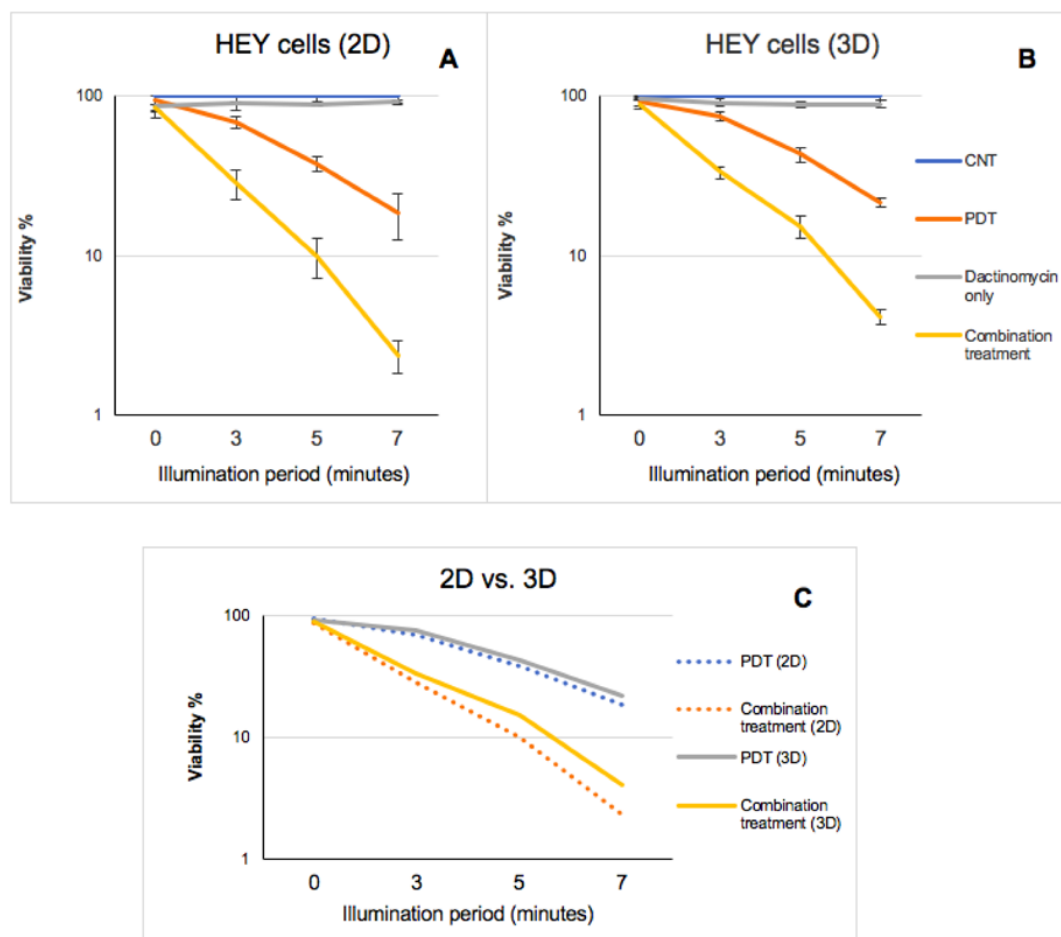 HEY cells (2D)
A
100
10
1
Viability %
0 3 5 7
Illumination period (minutes)
HEY cells (3D)
B
100
10
1
Viability %
0 3 5 7
Illumination period (minutes)
CNT
PDT
Dactinomycin
only
Combination
treatment
2D vs. 3D
C
100
10
1
Viability %
0 3 5 7
Illumination period (minutes)
PDT (2D)
Combination
treatment (2D)
PDT (3D)
Combination
treatment (3D)